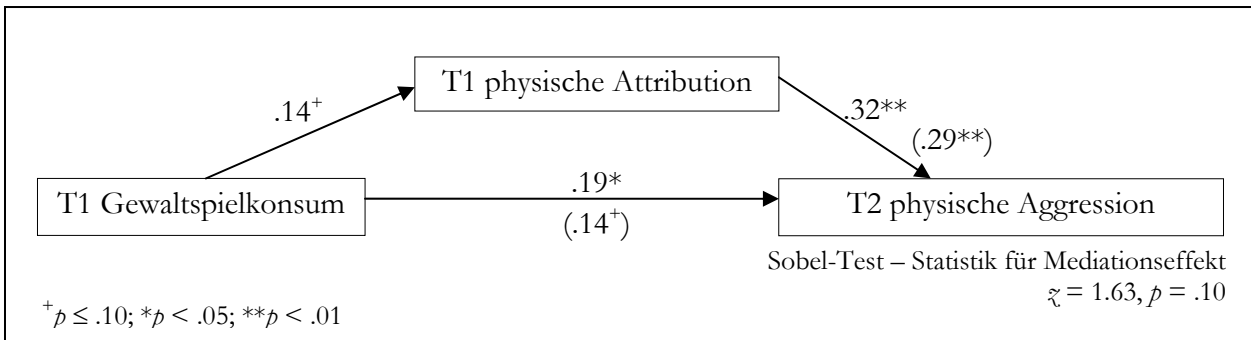 T1 physische Attribution
.14⁺
.32**
(.29**)
.19*
T1 Gewaltspielkonsum
T2 physische Aggression
(.14⁺)
Sobel-Test – Statistik für Mediationseffekt
z = 1.63, p = .10
⁺p ≤ .10; *p < .05; **p < .01